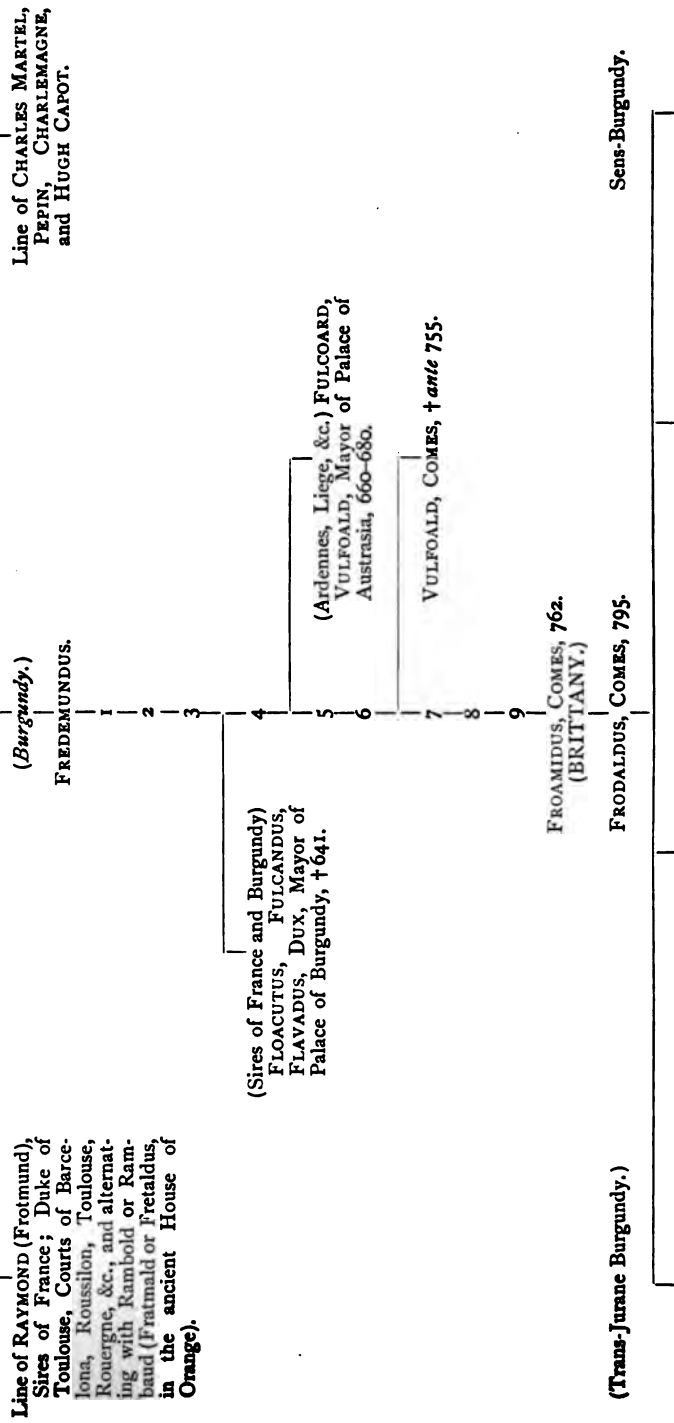 Line of RAYMOND (Frotmund),
Sires of France; Duke of
Toulouse, Courts of Barce-
lona, Roussilon, Toulouse,
Rouergne, &c., and alternat-
ing with Rambold or Ram-
baud (Fratmald or Fretaldus,
in the ancient House of
Orange).
(Burgundy.)
FREDEMUNDUS.
Line of CHARLES MARTEL,
PEPIN, CHARLEMAGNE,
and HUGH CAPOT.
1
2
3
(Sires of France and Burgundy)
FLOACUTUS, FULCANDUS,
FLAVADUS, DUX, Mayor of
Palace of Burgundy, †641.
4
5
6
(Ardennes, Liege, &c.) FULCOARD,
VULFOALD, Mayor of Palace of
Austrasia, 660-680.
7
8
9
VULFOALD, COMES, †ante 755.
FROAMIDUS, COMES, 762.
(BRITTANY.)
FRODALDUS, COMES, 795.
(Trans-Jurane Burgundy.)
Sens-Burgundy.